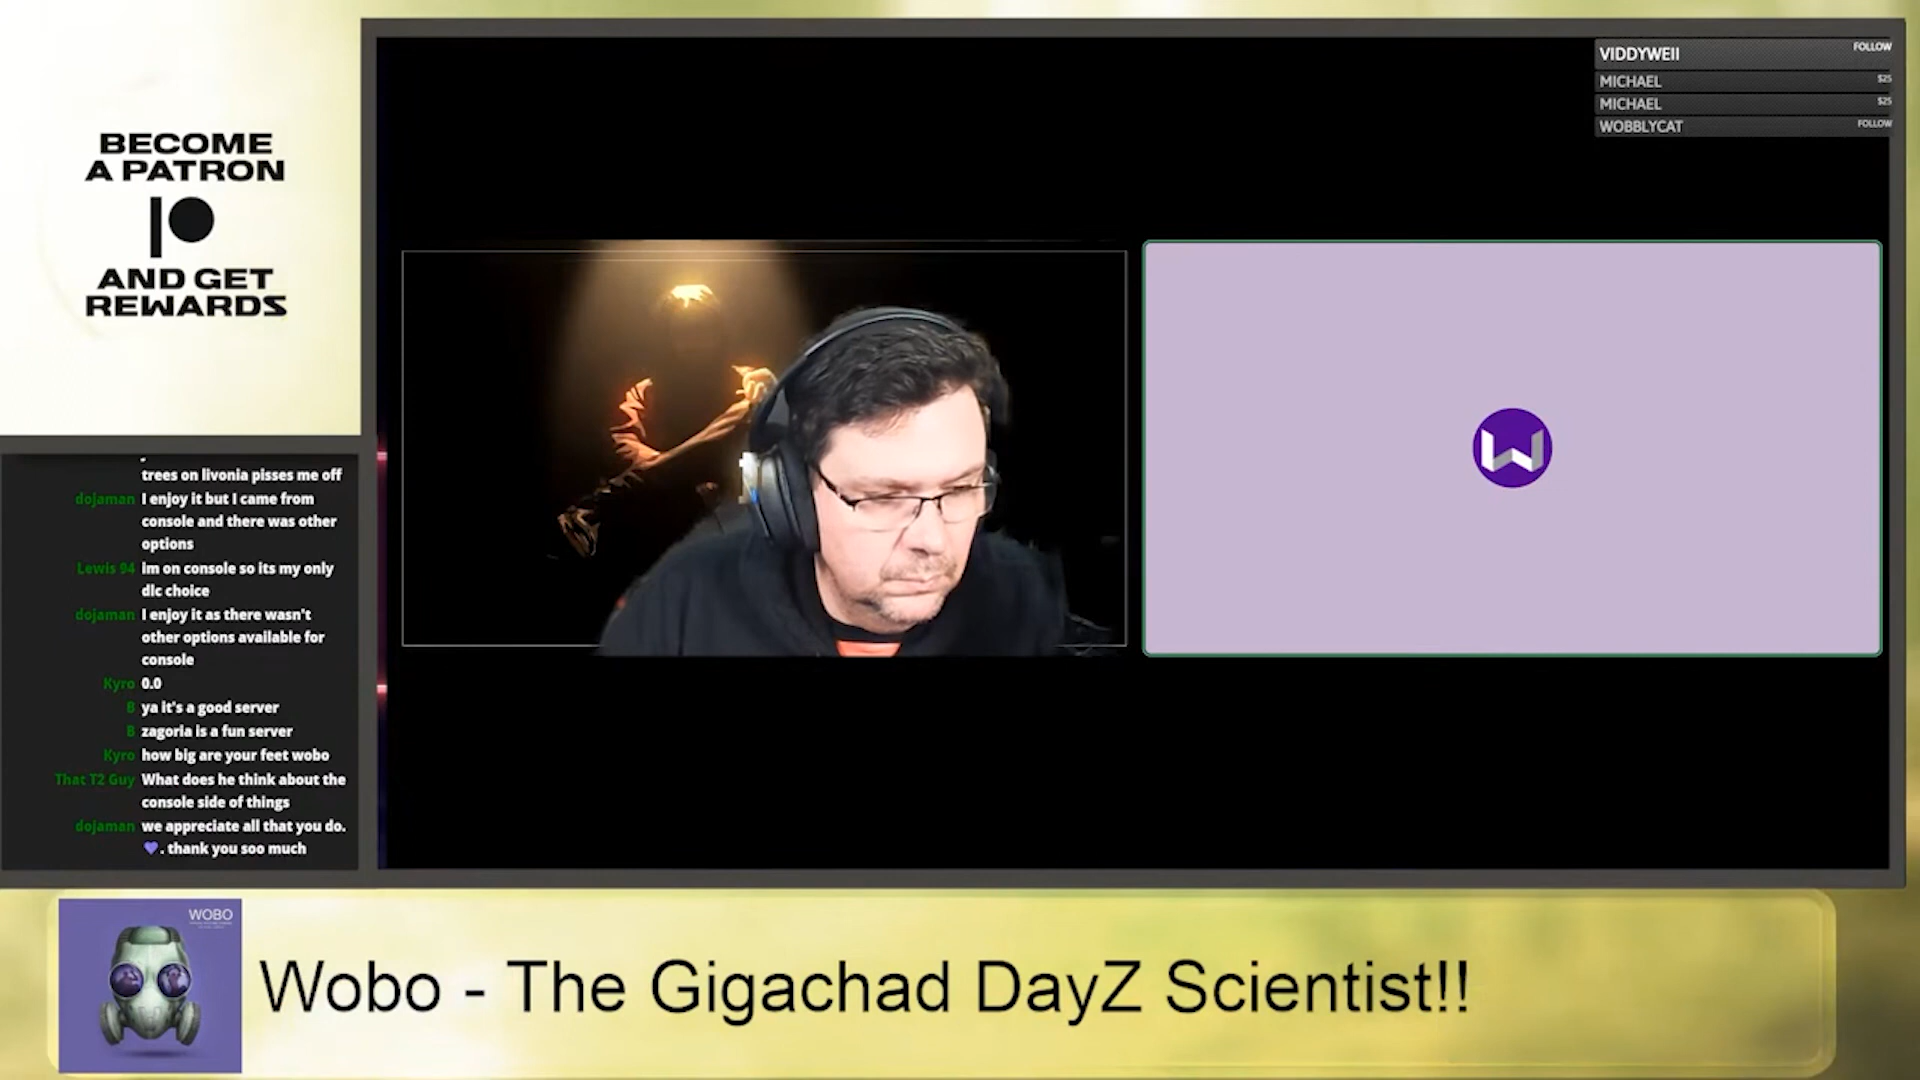 BECOME
A PATRON
AND GET
REWARDS
VIDDYWEII FOLLOW
MICHAEL $25
MICHAEL $25
WOBBLYCAT FOLLOW
trees on livonia pisses me off
dojaman I enjoy it but I came from
console and there was other
options
Lewis 94 im on console so its my only
dlc choice
dojaman I enjoy it as there wasn't
other options available for
console
Kyro 0.0
B ya it's a good server
B zagoria is a fun server
Kyro how big are your feet wobo
That T2 Guy What does he think about the
console side of things
dojaman we appreciate all that you do.
💜. thank you soo much
W
WOBO
Wobo - The Gigachad DayZ Scientist!!